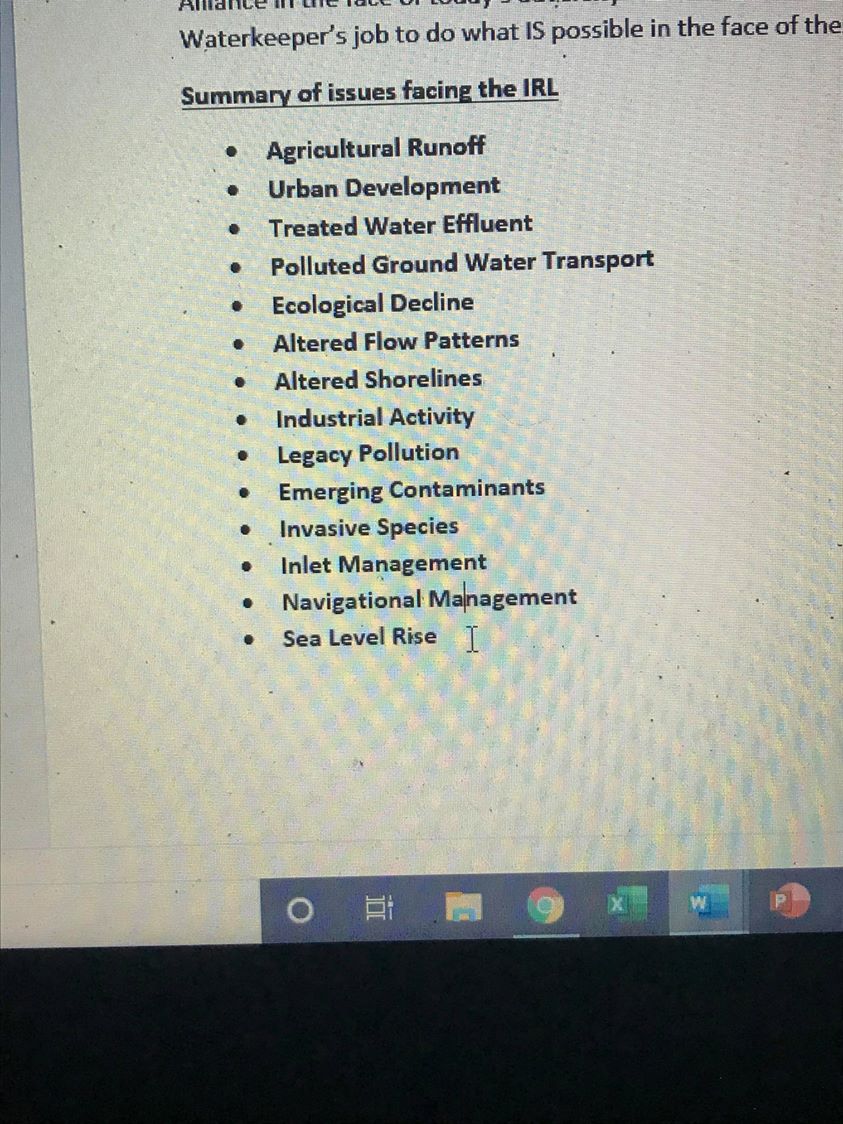 Alliance in the face of today's
Waterkeeper's job to do what IS possible in the face of the
Summary of issues facing the IRL
• Agricultural Runoff
• Urban Development
• Treated Water Effluent
• Polluted Ground Water Transport
• Ecological Decline
• Altered Flow Patterns
• Altered Shorelines
• Industrial Activity
• Legacy Pollution
• Emerging Contaminants
• Invasive Species
• Inlet Management
• Navigational Management
• Sea Level Rise
X W P